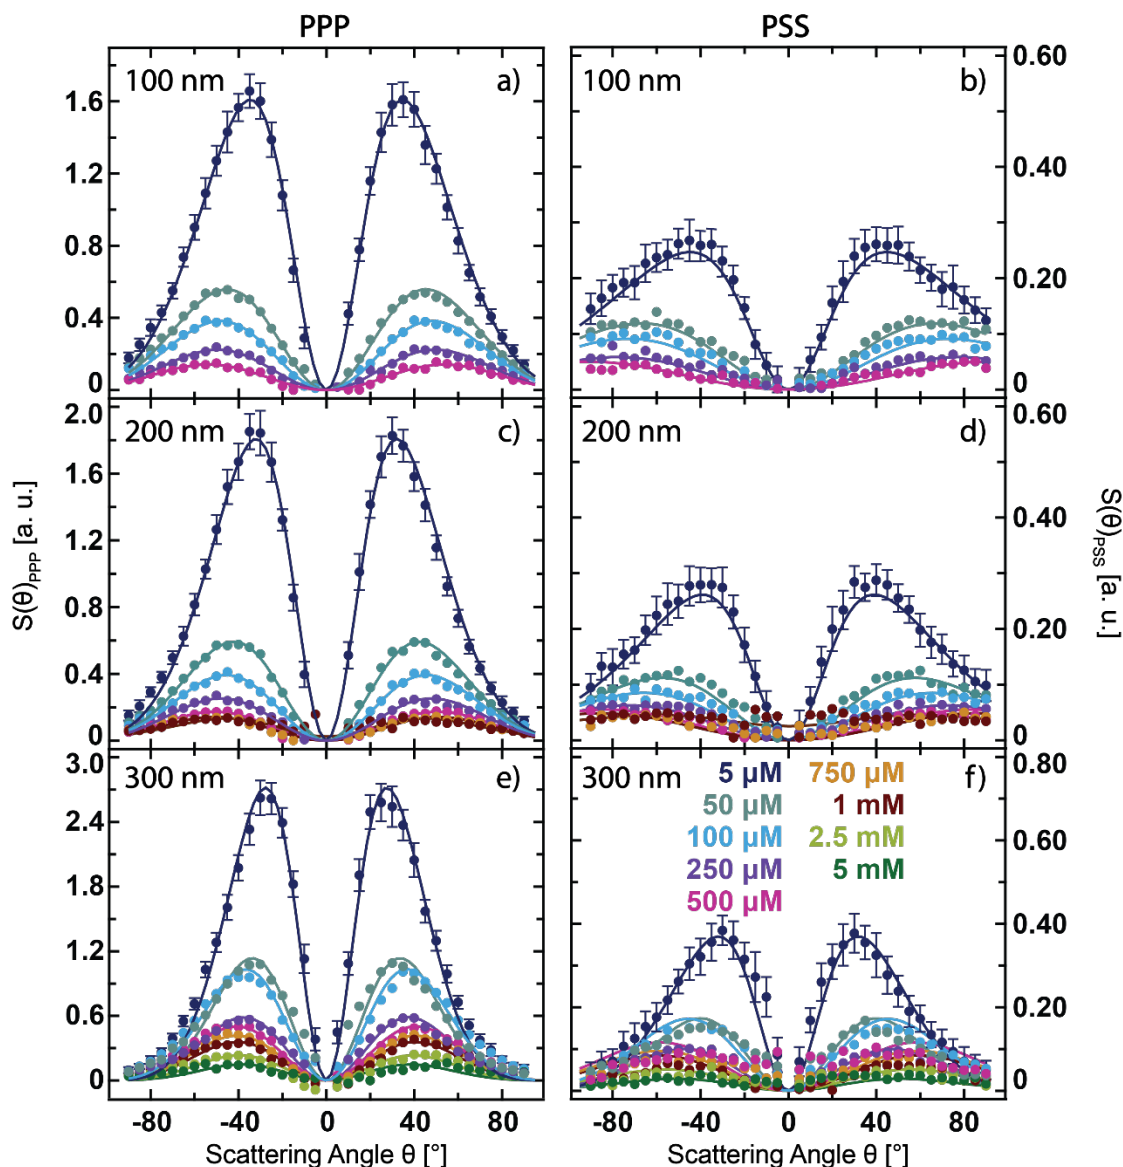 PPP
PSS
100 nm
a)
1.6
1.2
0.8
0.4
0
100 nm
b)
0.60
0.40
0.20
0
200 nm
c)
2.0
1.6
1.2
0.8
0.4
0
200 nm
d)
0.60
0.40
0.20
0
300 nm
e)
3.0
2.4
1.8
1.2
0.6
0
300 nm
f)
0.80
0.60
0.40
0.20
0
5 µM
50 µM
100 µM
250 µM
500 µM
750 µM
1 mM
2.5 mM
5 mM
S(θ)PPP [a. u.]
S(θ)PSS [a. u.]
-80 -40 0 40 80
-80 -40 0 40 80
Scattering Angle θ [°]
Scattering Angle θ [°]